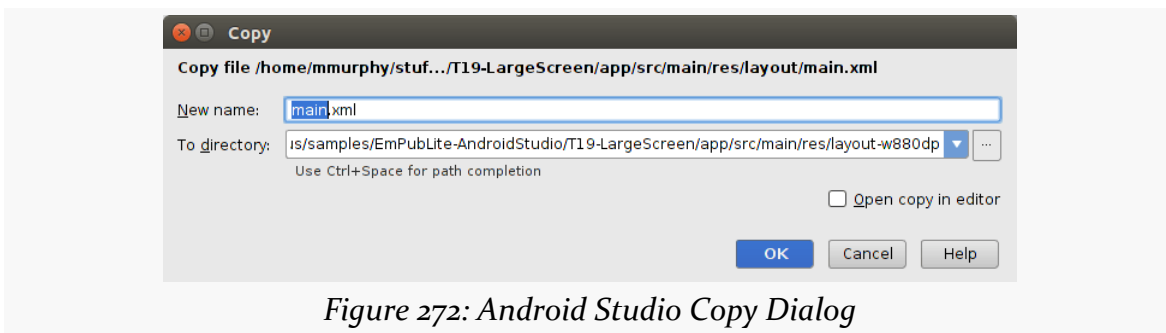 Copy
Copy file /home/mmurphy/stuf.../T19-LargeScreen/app/src/main/res/layout/main.xml
New name: main.xml
To directory: ıs/samples/EmPubLite-AndroidStudio/T19-LargeScreen/app/src/main/res/layout-w880dp ...
Use Ctrl+Space for path completion
Open copy in editor
OK Cancel Help
Figure 272: Android Studio Copy Dialog